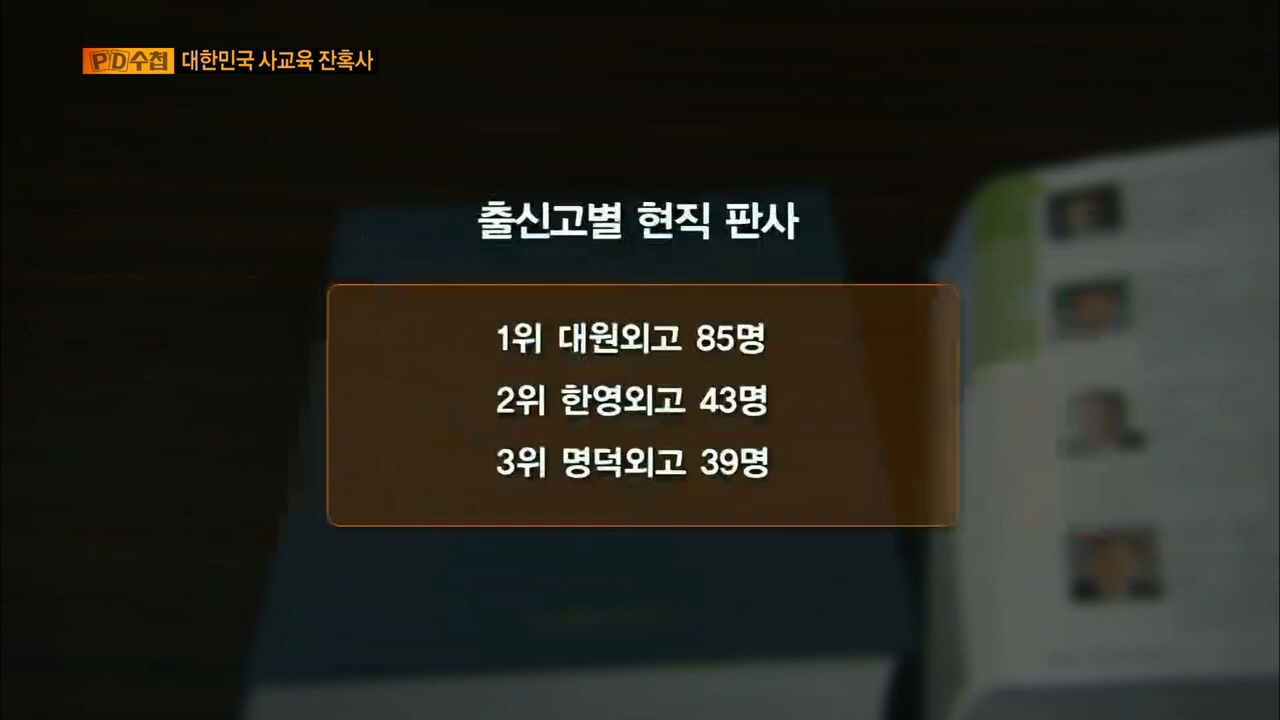 PD수첩 대한민국 사교육 잔혹사
출신고별 현직 판사
1위 대원외고 85명
2위 한영외고 43명
3위 명덕외고 39명